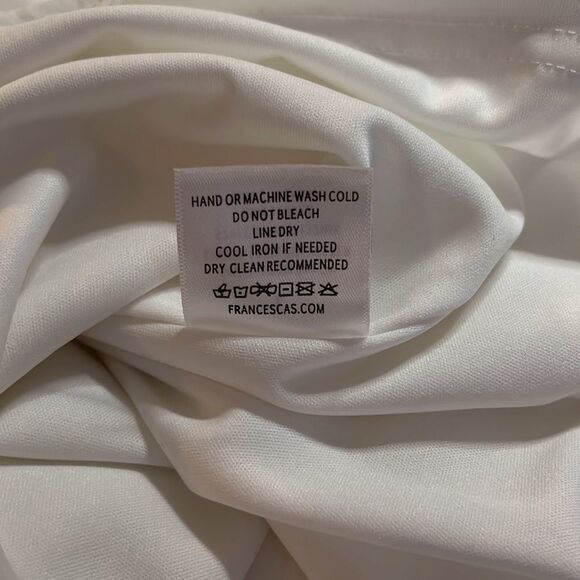 HAND OR MACHINE WASH COLD
DO NOT BLEACH
LINE DRY
COOL IRON IF NEEDED
DRY CLEAN RECOMMENDED
FRANCESCAS.COM